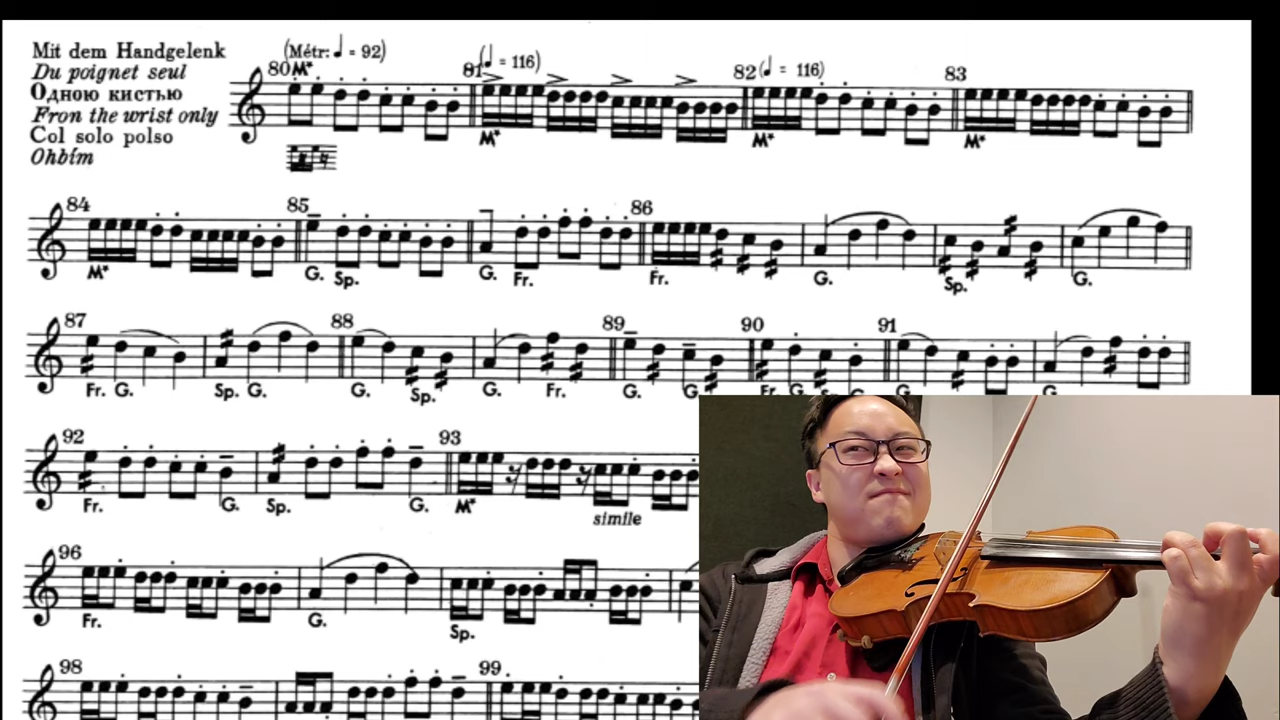 Mit dem Handgelenk
Du poignet seul
Одною кистью
Fron the wrist only
Col solo polso
Ohbím
80 M* (Métr: ♩ = 92) 81 (♩ = 116) 82 (♩ = 116) 83
M* M* M*
84 85 86
M* G. Sp. G. Fr. Fr. G. Sp. G.
87 88 89 90 91
Fr. G. Sp. G. G. Sp. G. Fr. G. G. Fr. G. Sp. G. G. G.
92 93
Fr. G. Sp. G. M*
simile
96
Fr. G. Sp.
98 99